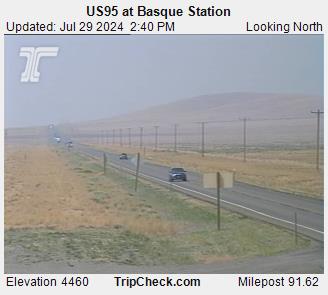 US95 at Basque Station
Updated: Jul 29 2024 2:40 PM Looking North
Elevation 4460 TripCheck.com Milepost 91.62